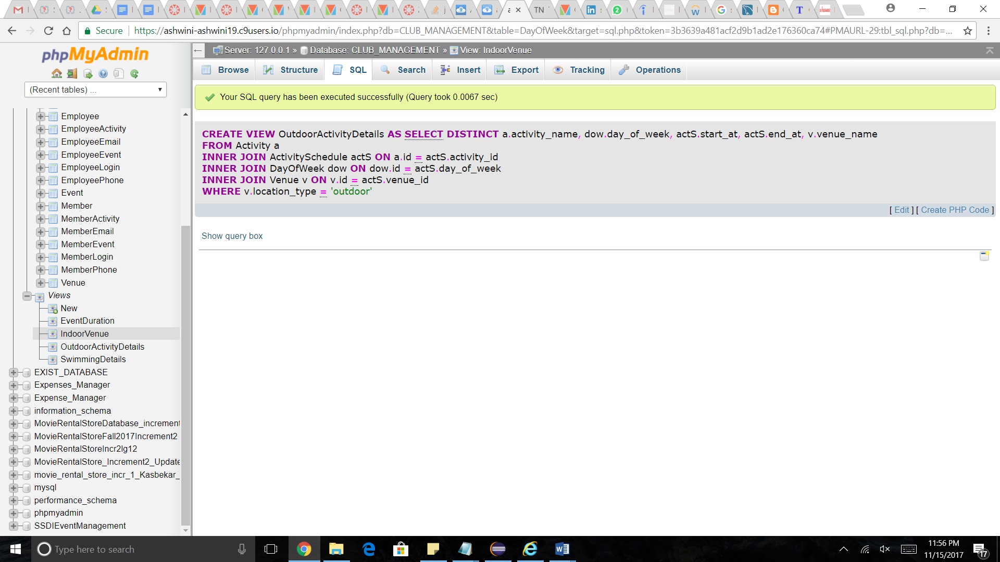 Secure
https://ashwini-ashwini19.c9users.io/phpmyadmin/index.php?db=CLUB_MANAGEMENT&table=DayOfWeek&target=sql.php&token=3b3639a481acf2d9b1ad2e176360ca74#PMAURL-29:tbl_sql.php?db=...
phpMyAdmin
(Recent tables) ...
Employee
EmployeeActivity
EmployeeEmail
EmployeeEvent
EmployeeLogin
EmployeePhone
Event
Member
MemberActivity
MemberEmail
MemberEvent
MemberLogin
MemberPhone
Venue
Views
New
EventDuration
IndoorVenue
OutdoorActivityDetails
SwimmingDetails
EXIST_DATABASE
Expenses_Manager
Expense_Manager
information_schema
MovieRentalStoreDatabase_increment
MovieRentalStoreFall2017Increment2
MovieRentalStoreIncr2Ig12
MovieRentalStore_Increment2_Update
movie_rental_store_incr_1_Kasbekar_
mysql
performance_schema
phpmyadmin
SSDIEventManagement
Server: 127.0.0.1 » Database: CLUB_MANAGEMENT » View: IndoorVenue
Browse Structure SQL Search Insert Export Tracking Operations
Your SQL query has been executed successfully (Query took 0.0067 sec)
CREATE VIEW OutdoorActivityDetails AS SELECT DISTINCT a.activity_name, dow.day_of_week, actS.start_at, actS.end_at, v.venue_name
FROM Activity a
INNER JOIN ActivitySchedule actS ON a.id = actS.activity_id
INNER JOIN DayOfWeek dow ON dow.id = actS.day_of_week
INNER JOIN Venue v ON v.id = actS.venue_id
WHERE v.location_type = 'outdoor'
[ Edit ] [ Create PHP Code ]
Show query box
Type here to search
11:56 PM
11/15/2017
17